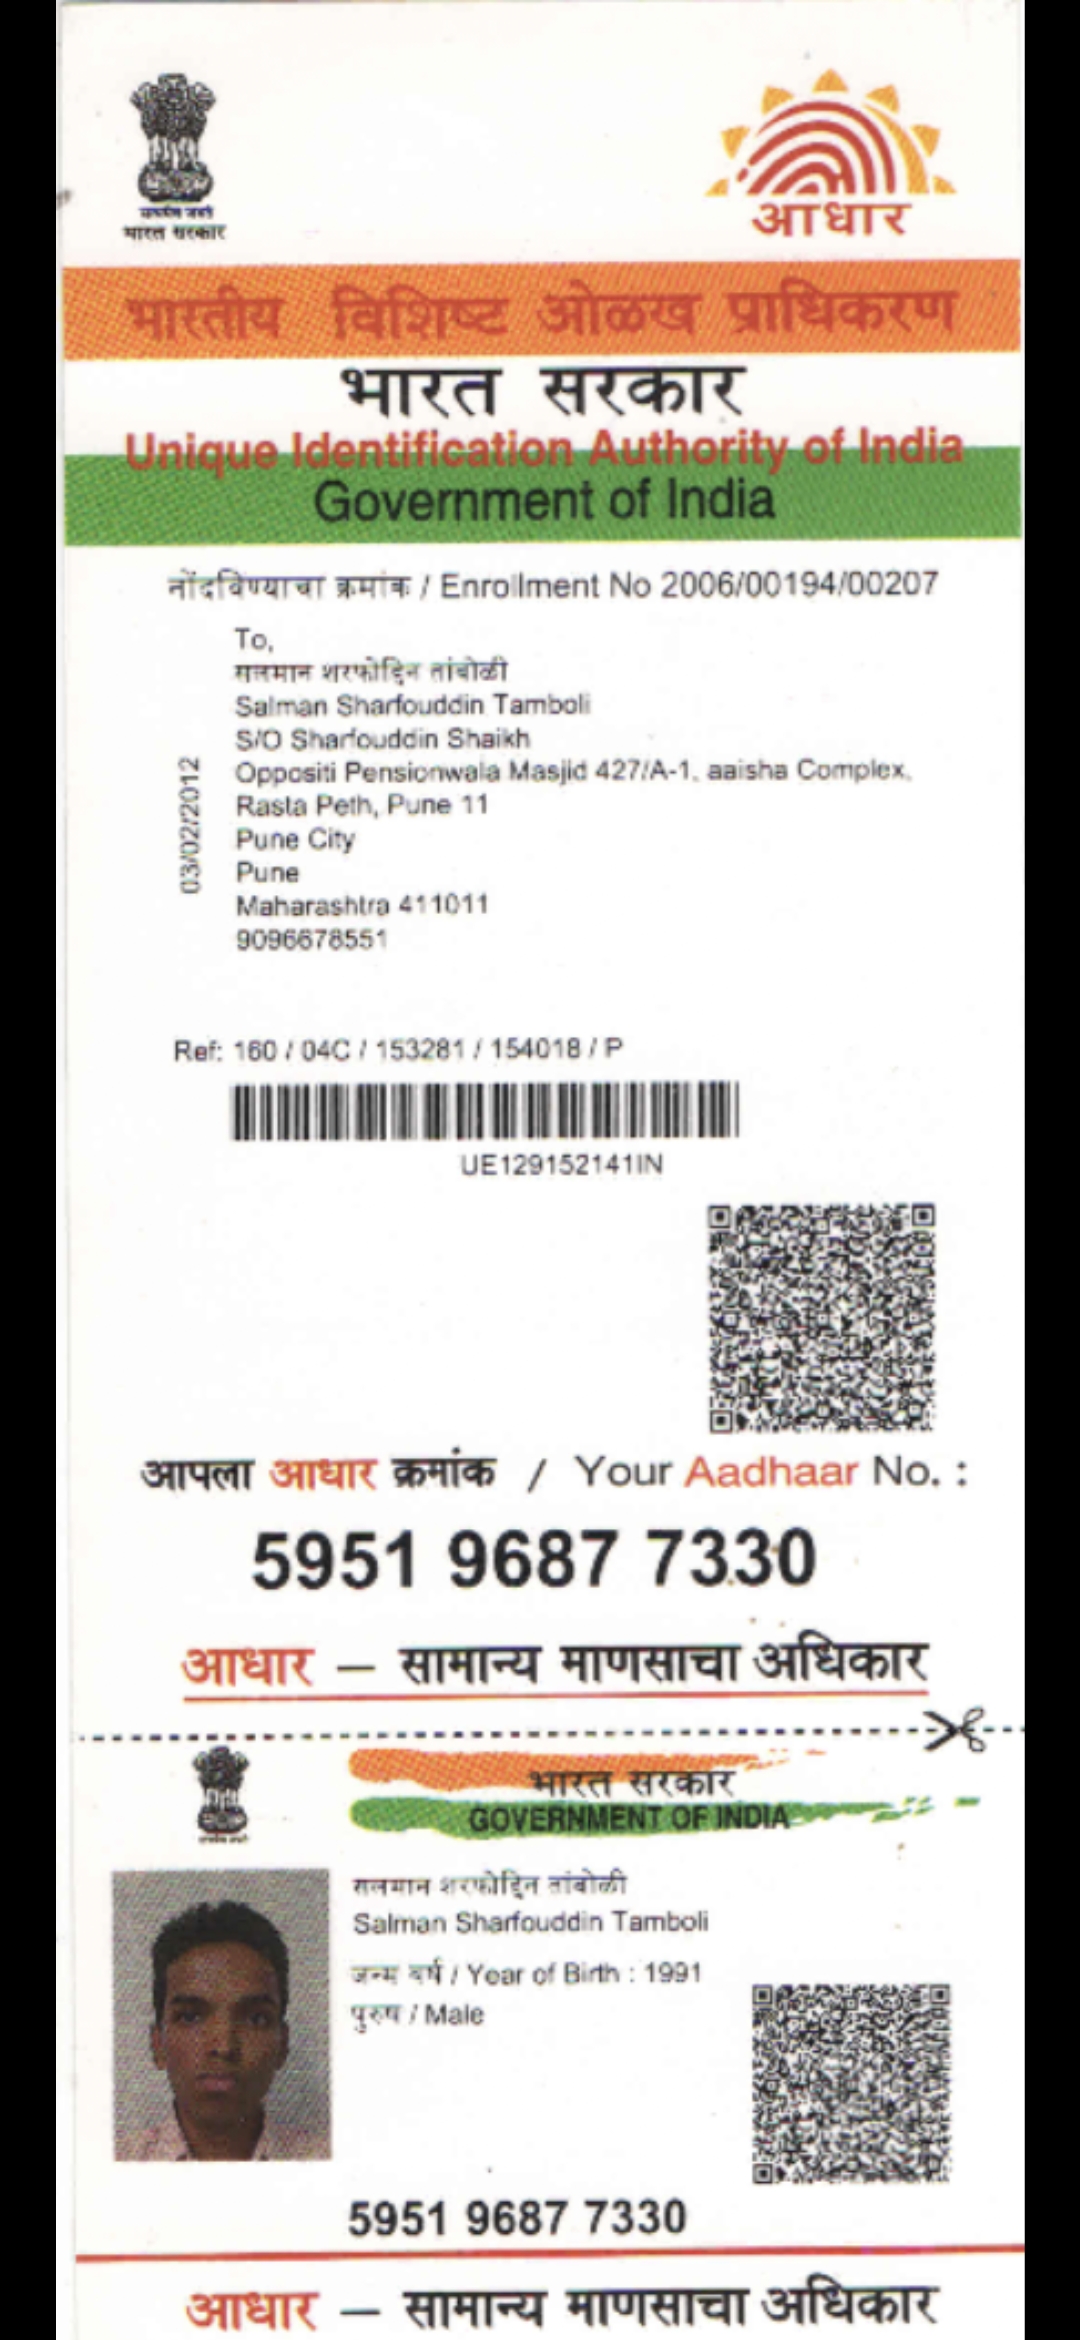 सत्यमेव जयते
भारत सरकार
आधार
भारतीय विशिष्ट ओळख प्राधिकरण
भारत सरकार
Unique Identification Authority of India
Government of India
नोंदविण्याचा क्रमांक / Enrollment No 2006/00194/00207
To,
सलमान शरफोद्दिन तांबोळी
Salman Sharfouddin Tamboli
S/O Sharfouddin Shaikh
Oppositi Pensionwala Masjid 427/A-1, aaisha Complex,
Rasta Peth, Pune 11
Pune City
Pune
Maharashtra 411011
9096678551
03/02/2012
Ref: 160 / 04C / 153281 / 154018 / P
UE129152141IN
आपला आधार क्रमांक / Your Aadhaar No. :
5951 9687 7330
आधार – सामान्य माणसाचा अधिकार
भारत सरकार
GOVERNMENT OF INDIA
सलमान शरफोद्दिन तांबोळी
Salman Sharfouddin Tamboli
जन्म वर्ष / Year of Birth : 1991
पुरुष / Male
5951 9687 7330
आधार – सामान्य माणसाचा अधिकार